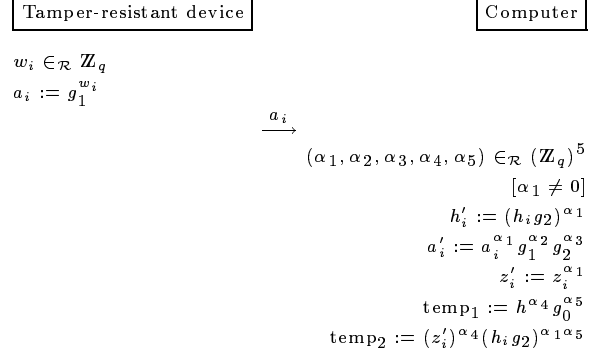 Tamper-resistant device Computer
w_i ∈_ℛ ℤ_q
a_i := g_1^{w_i}
a_i
(α_1, α_2, α_3, α_4, α_5) ∈_ℛ (ℤ_q)^5
[α_1 ≠ 0]
h'_i := (h_i g_2)^{α_1}
a'_i := a_i^{α_1} g_1^{α_2} g_2^{α_3}
z'_i := z_i^{α_1}
temp_1 := h^{α_4} g_0^{α_5}
temp_2 := (z'_i)^{α_4} (h_i g_2)^{α_1 α_5}